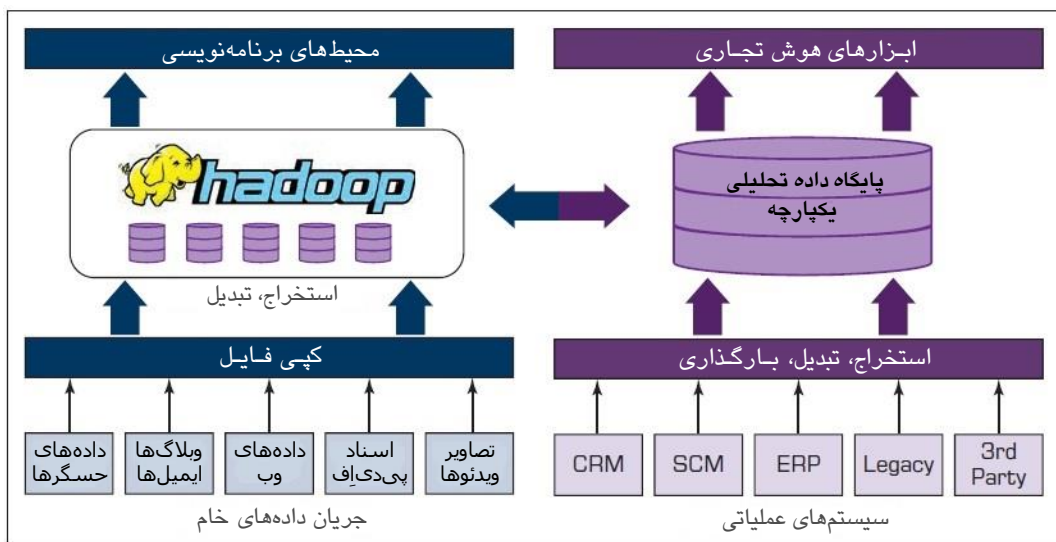 محیط‌های برنامه‌نویسی
hadoop
استخراج، تبدیل
کپی فایل
داده‌های
حسگرها
وبلاگ‌ها
ایمیل‌ها
داده‌های
وب
اسناد
پی‌دی‌اِف
تصاویر
ویدئوها
جریان داده‌های خام
ابزارهای هوش تجاری
پایگاه داده تحلیلی
یکپارچه
استخراج، تبدیل، بارگذاری
CRM
SCM
ERP
Legacy
3rd
Party
سیستم‌های عملیاتی